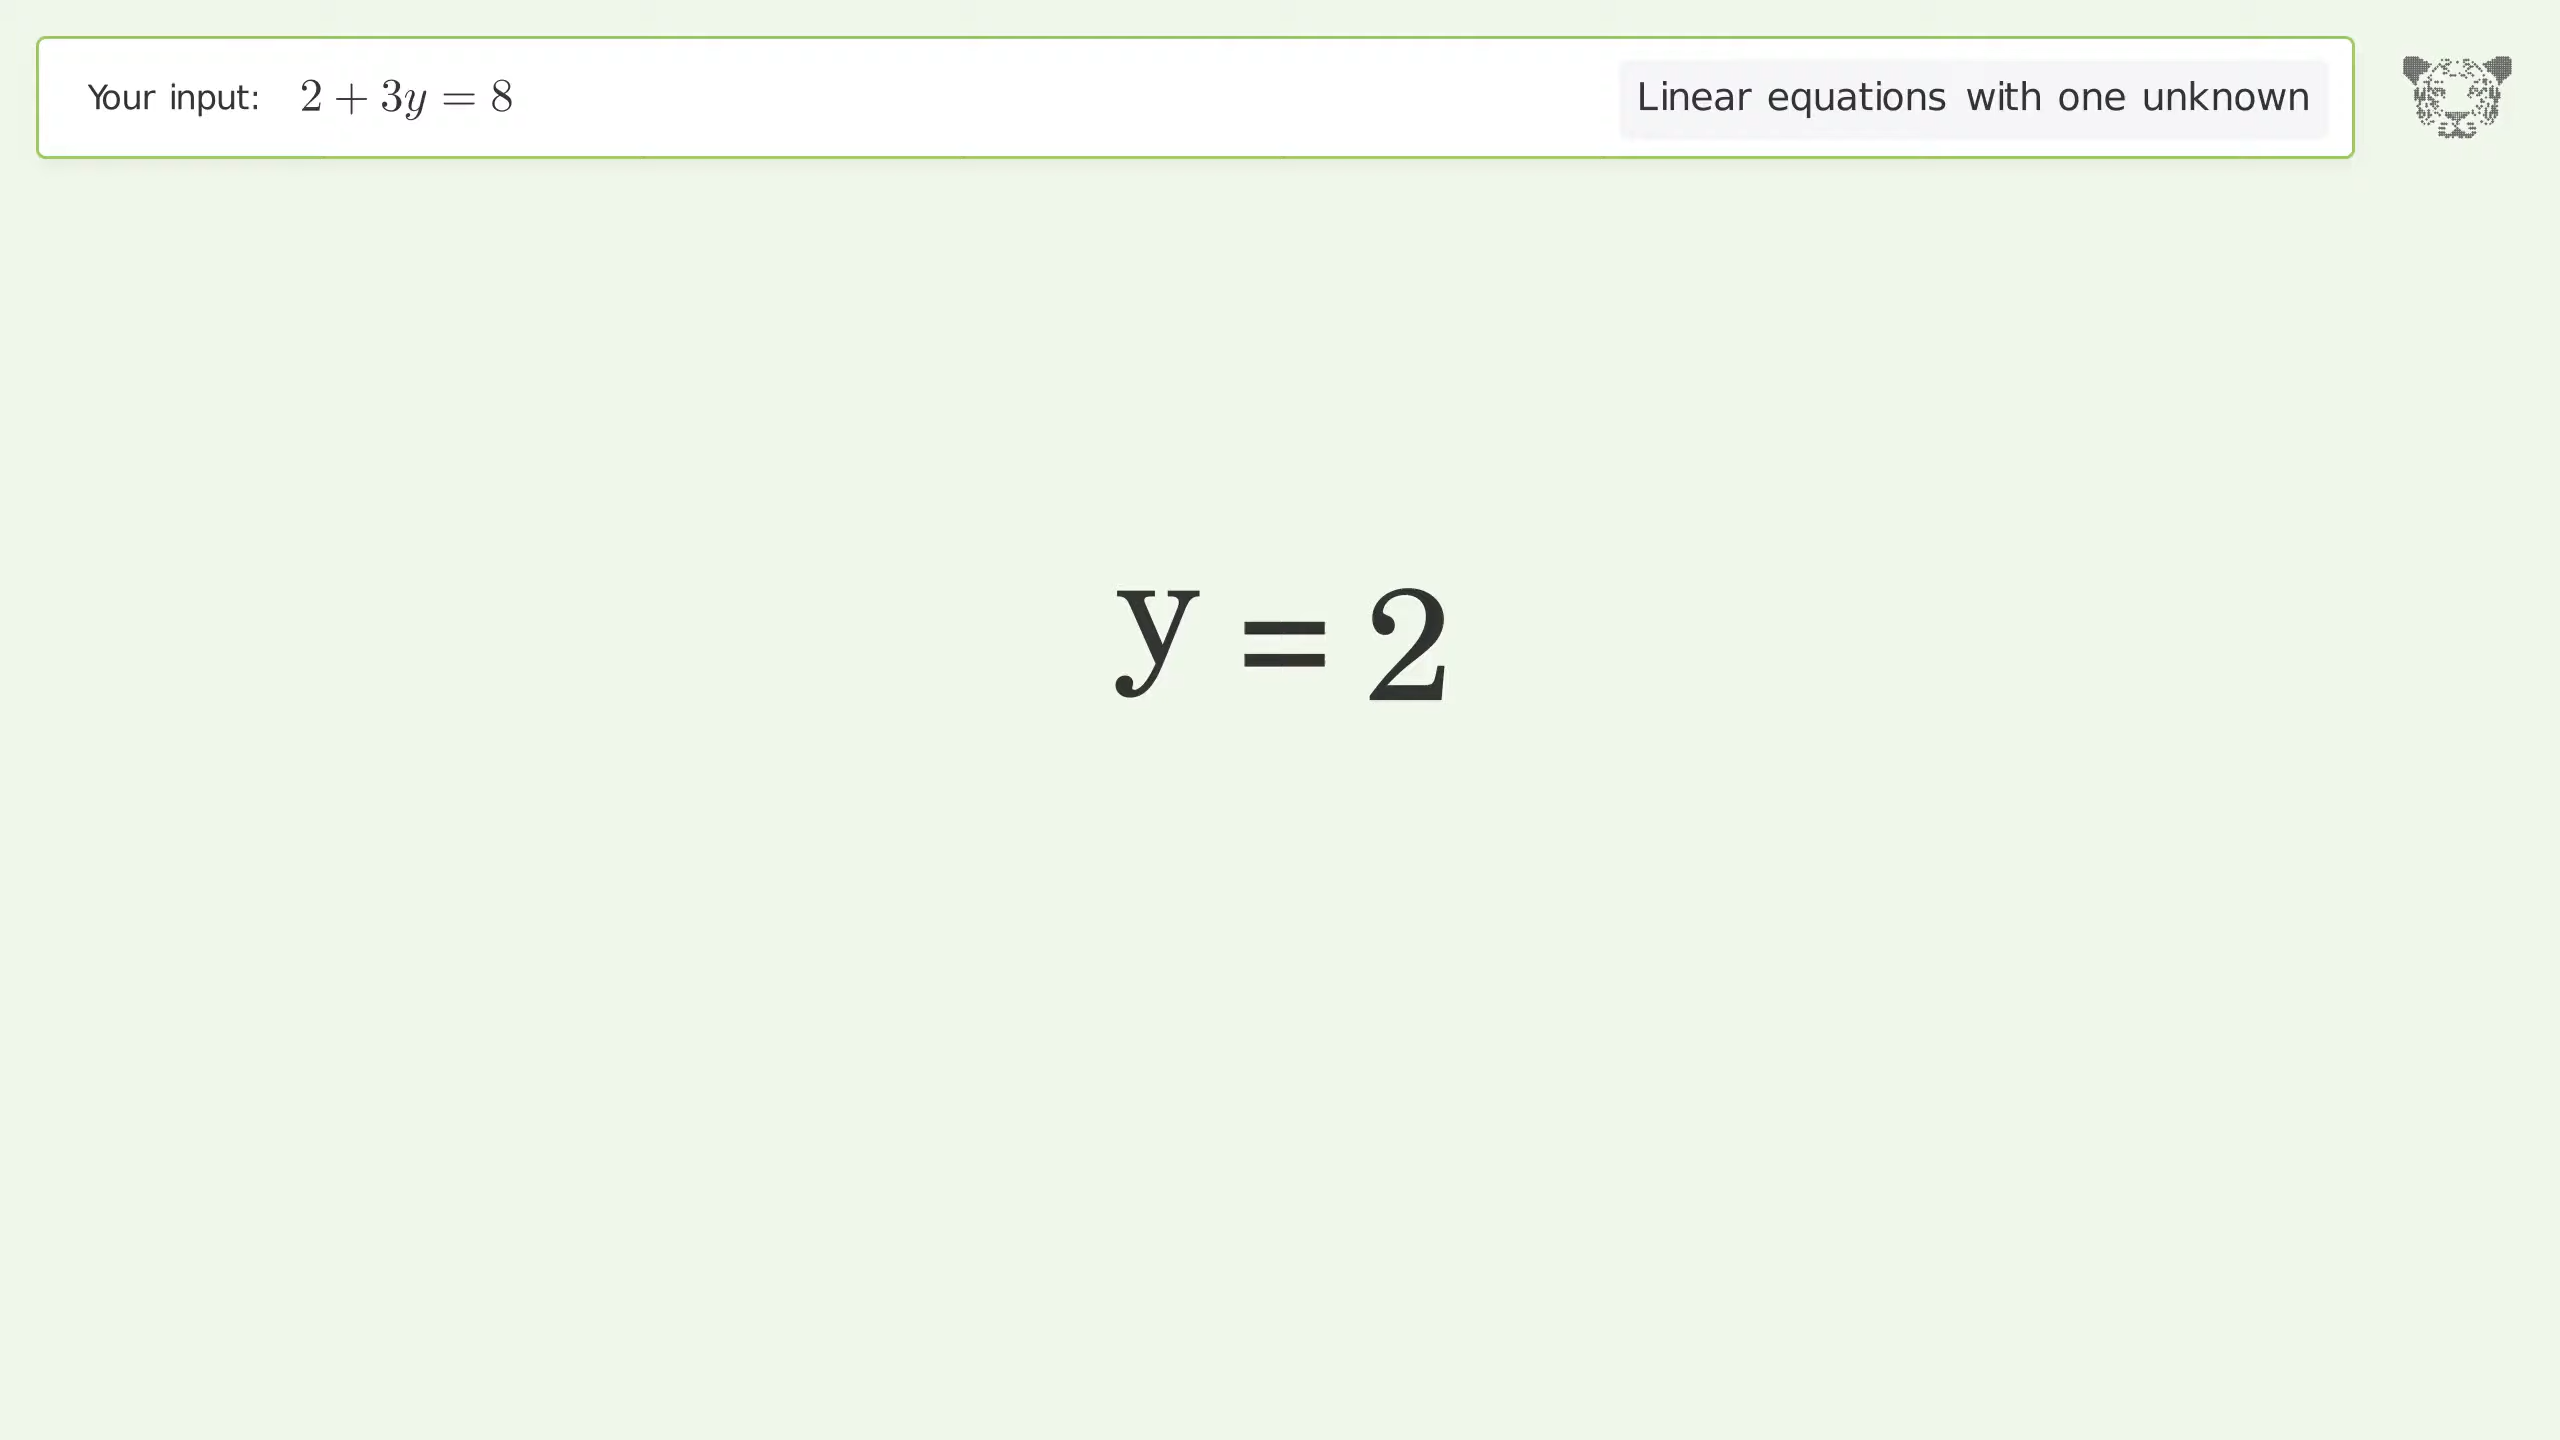 Your input: 2 + 3y = 8
Linear equations with one unknown
y = 2